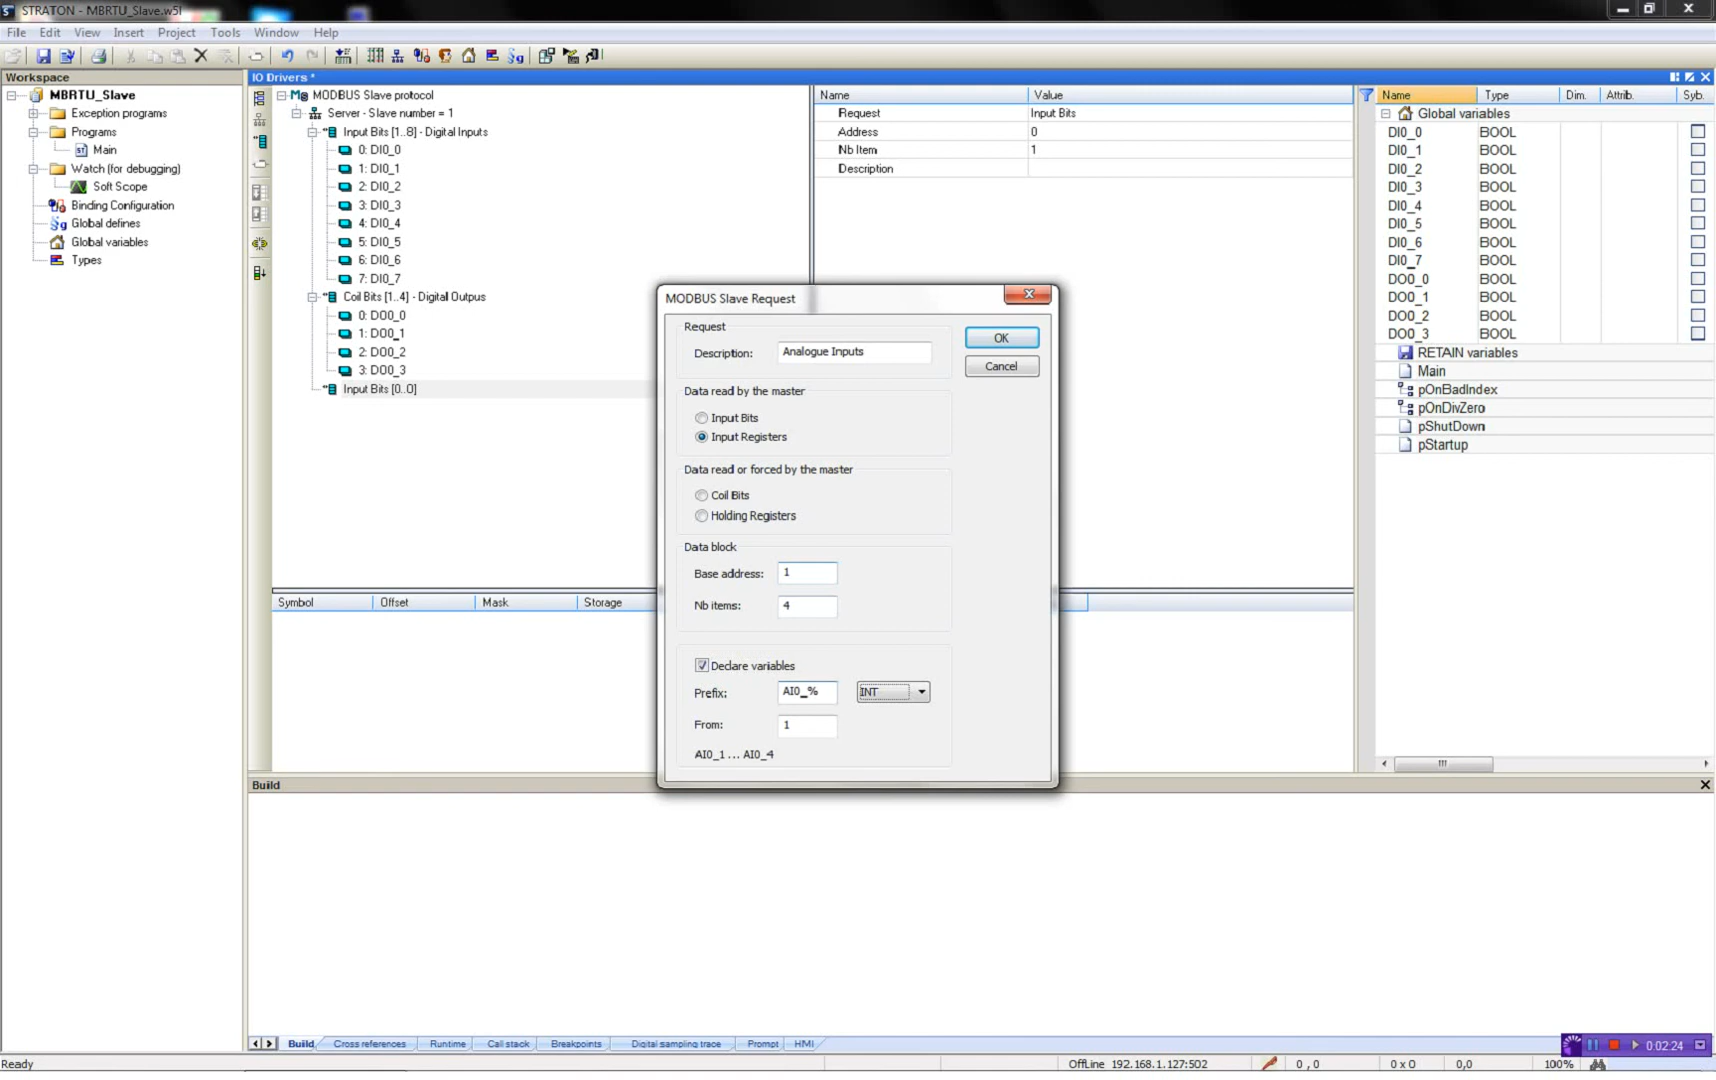 STRATON - MBRTU_Slave.w5l
File Edit View Insert Project Tools Window Help
Workspace
MBRTU_Slave
Exception programs
Programs
Main
Watch (for debugging)
Soft Scope
Binding Configuration
Global defines
Global variables
Types
IO Drivers *
MODBUS Slave protocol
Server - Slave number = 1
Input Bits [1..8] - Digital Inputs
0: DI0_0
1: DI0_1
2: DI0_2
3: DI0_3
4: DI0_4
5: DI0_5
6: DI0_6
7: DI0_7
Coil Bits [1..4] - Digital Outpus
0: DO0_0
1: DO0_1
2: DO0_2
3: DO0_3
Input Bits [0..0]
Name Value
Request Input Bits
Address 0
Nb Item 1
Description
Symbol Offset Mask Storage
MODBUS Slave Request
Request
Description: Analogue Inputs
OK
Cancel
Data read by the master
Input Bits
Input Registers
Data read or forced by the master
Coil Bits
Holding Registers
Data block
Base address: 1
Nb items: 4
Declare variables
Prefix: AI0_% INT
From: 1
AI0_1 ... AI0_4
Name Type Dim. Attrib. Syb.
Global variables
DI0_0 BOOL
DI0_1 BOOL
DI0_2 BOOL
DI0_3 BOOL
DI0_4 BOOL
DI0_5 BOOL
DI0_6 BOOL
DI0_7 BOOL
DO0_0 BOOL
DO0_1 BOOL
DO0_2 BOOL
DO0_3 BOOL
RETAIN variables
Main
pOnBadIndex
pOnDivZero
pShutDown
pStartup
Build
Build Cross references Runtime Call stack Breakpoints Digital sampling trace Prompt HMI
0:02:24
Ready OffLine 192.168.1.127:502 0 , 0 0 x 0 0,0 100%